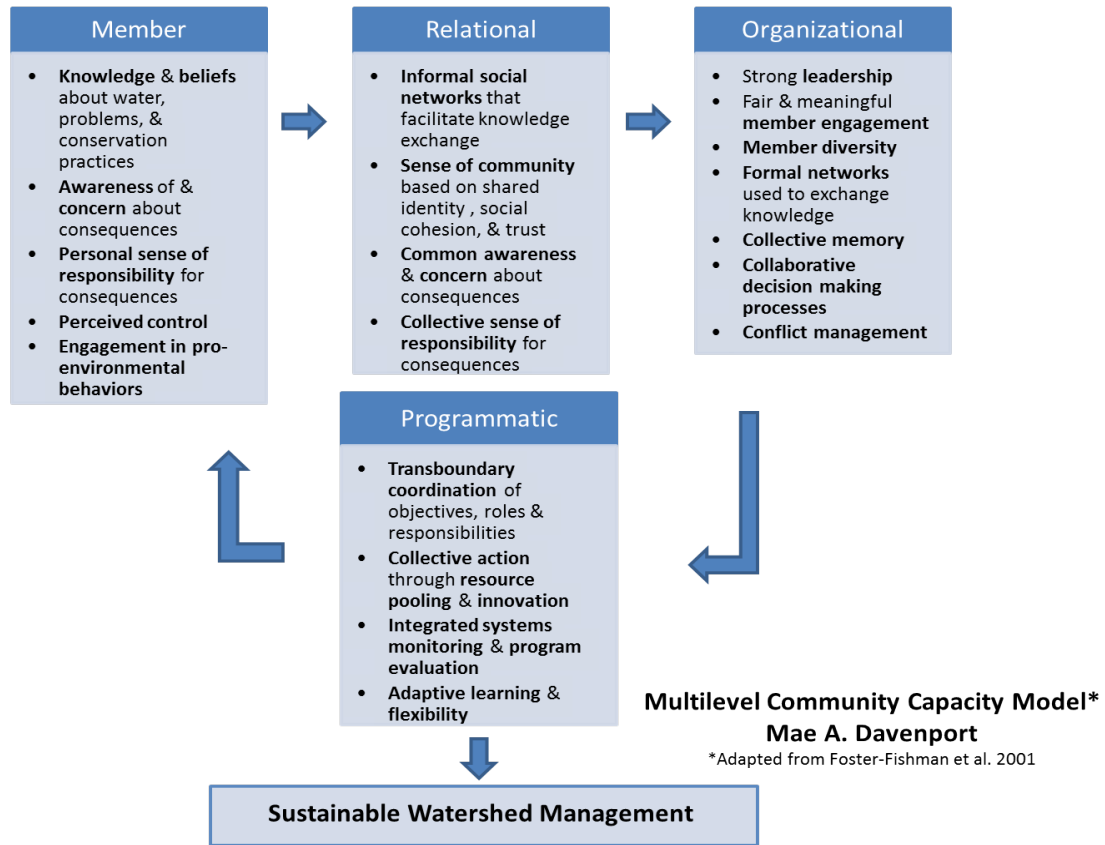 Member
• Knowledge & beliefs
about water,
problems, &
conservation
practices
• Awareness of &
concern about
consequences
• Personal sense of
responsibility for
consequences
• Perceived control
• Engagement in pro-
environmental
behaviors
Relational
• Informal social
networks that
facilitate knowledge
exchange
• Sense of community
based on shared
identity , social
cohesion, & trust
• Common awareness
& concern about
consequences
• Collective sense of
responsibility for
consequences
Organizational
• Strong leadership
• Fair & meaningful
member engagement
• Member diversity
• Formal networks
used to exchange
knowledge
• Collective memory
• Collaborative
decision making
processes
• Conflict management
Programmatic
• Transboundary
coordination of
objectives, roles &
responsibilities
• Collective action
through resource
pooling & innovation
• Integrated systems
monitoring & program
evaluation
• Adaptive learning &
flexibility
Multilevel Community Capacity Model*
Mae A. Davenport
*Adapted from Foster-Fishman et al. 2001
Sustainable Watershed Management